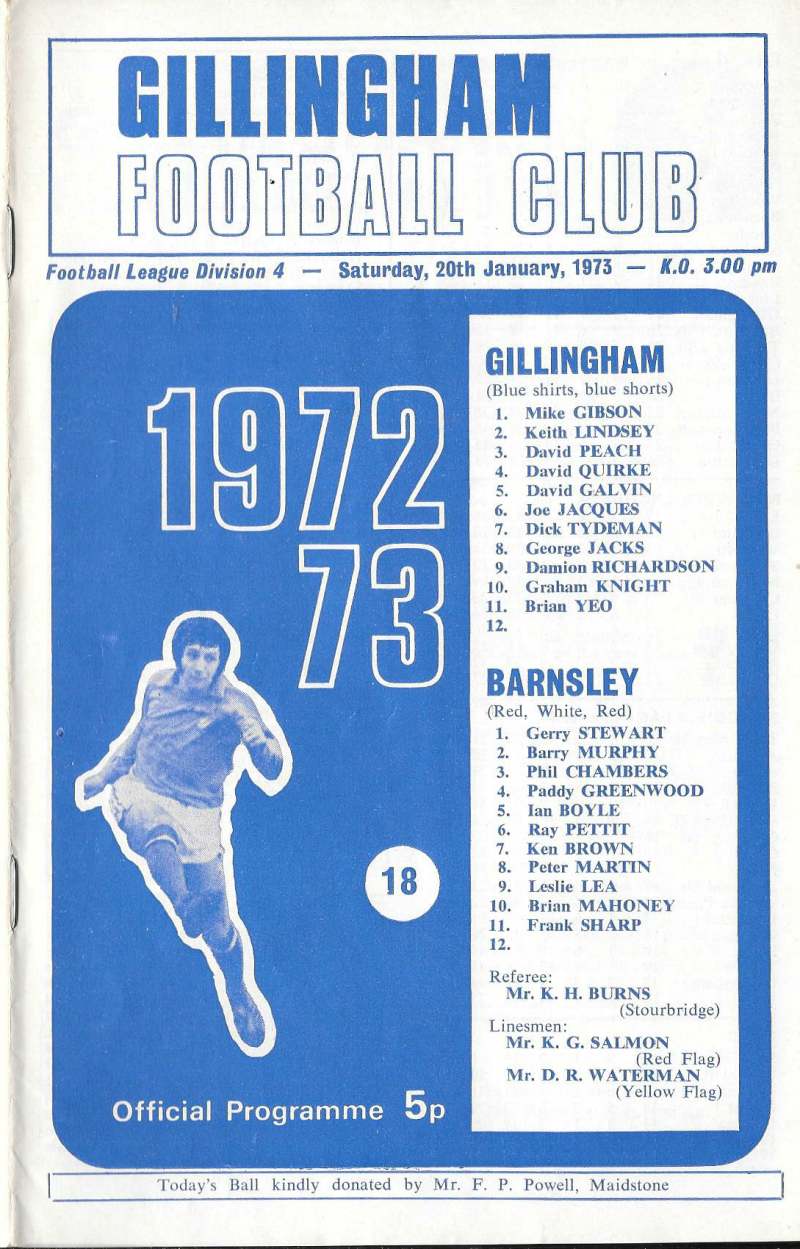 GILLINGHAM
FOOTBALL CLUB
Football League Division 4 — Saturday, 20th January, 1973 — K.O. 3.00 pm
1972
73
18
Official Programme 5p
GILLINGHAM
(Blue shirts, blue shorts)
1. Mike GIBSON
2. Keith LINDSEY
3. David PEACH
4. David QUIRKE
5. David GALVIN
6. Joe JACQUES
7. Dick TYDEMAN
8. George JACKS
9. Damion RICHARDSON
10. Graham KNIGHT
11. Brian YEO
12.
BARNSLEY
(Red, White, Red)
1. Gerry STEWART
2. Barry MURPHY
3. Phil CHAMBERS
4. Paddy GREENWOOD
5. Ian BOYLE
6. Ray PETTIT
7. Ken BROWN
8. Peter MARTIN
9. Leslie LEA
10. Brian MAHONEY
11. Frank SHARP
12.
Referee:
Mr. K. H. BURNS
(Stourbridge)
Linesmen:
Mr. K. G. SALMON
(Red Flag)
Mr. D. R. WATERMAN
(Yellow Flag)
Today's Ball kindly donated by Mr. F. P. Powell, Maidstone